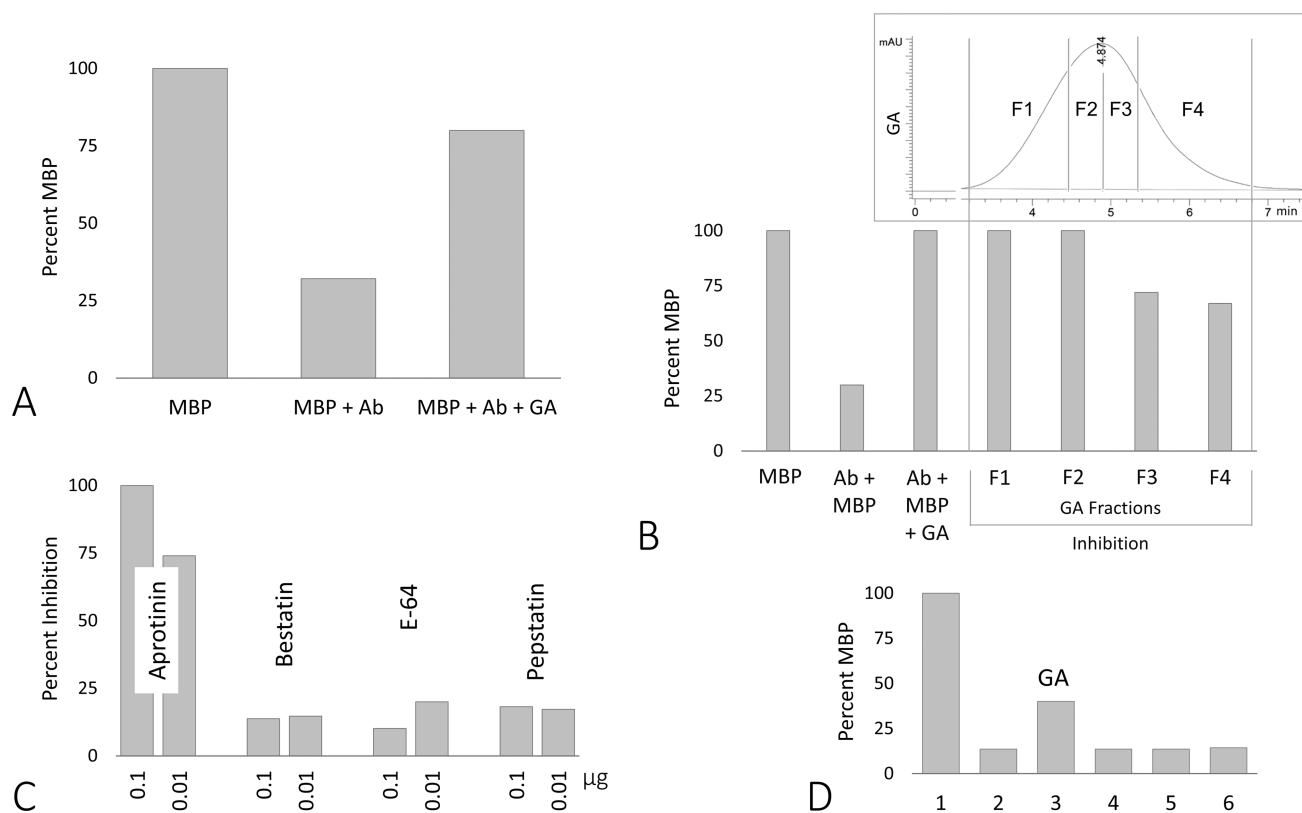 100
75
50
25
0
Percent MBP
MBP
MBP + Ab
MBP + Ab + GA
A
mAU
GA
4.874
F1
F2
F3
F4
0
4
5
6
7 min
100
75
50
25
0
Percent MBP
MBP
Ab +
MBP
Ab +
MBP
+ GA
F1
F2
F3
F4
GA Fractions
Inhibition
B
100
75
50
25
0
Percent Inhibition
Aprotinin
Bestatin
E-64
Pepstatin
0.1
0.01
0.1
0.01
0.1
0.01
0.1
0.01
µg
C
100
75
50
25
0
Percent MBP
GA
1
2
3
4
5
6
D